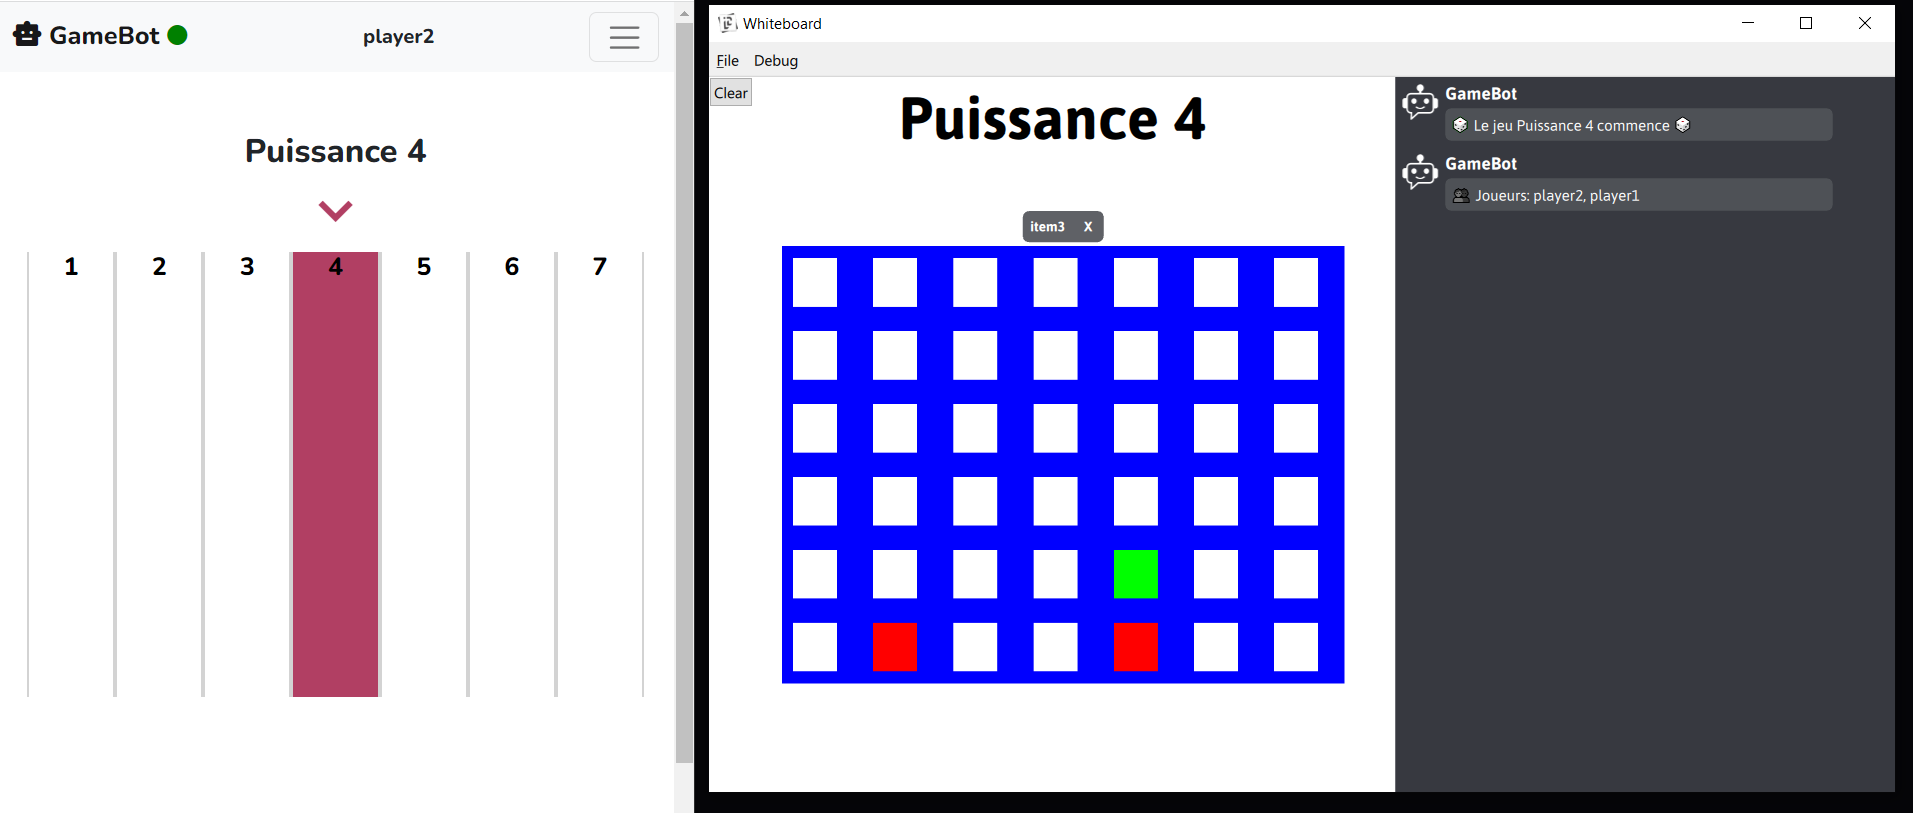 GameBot
player2
Puissance 4
1 2 3 4 5 6 7
Whiteboard
File Debug
Clear
Puissance 4
item3 X
GameBot
Le jeu Puissance 4 commence
GameBot
Joueurs: player2, player1